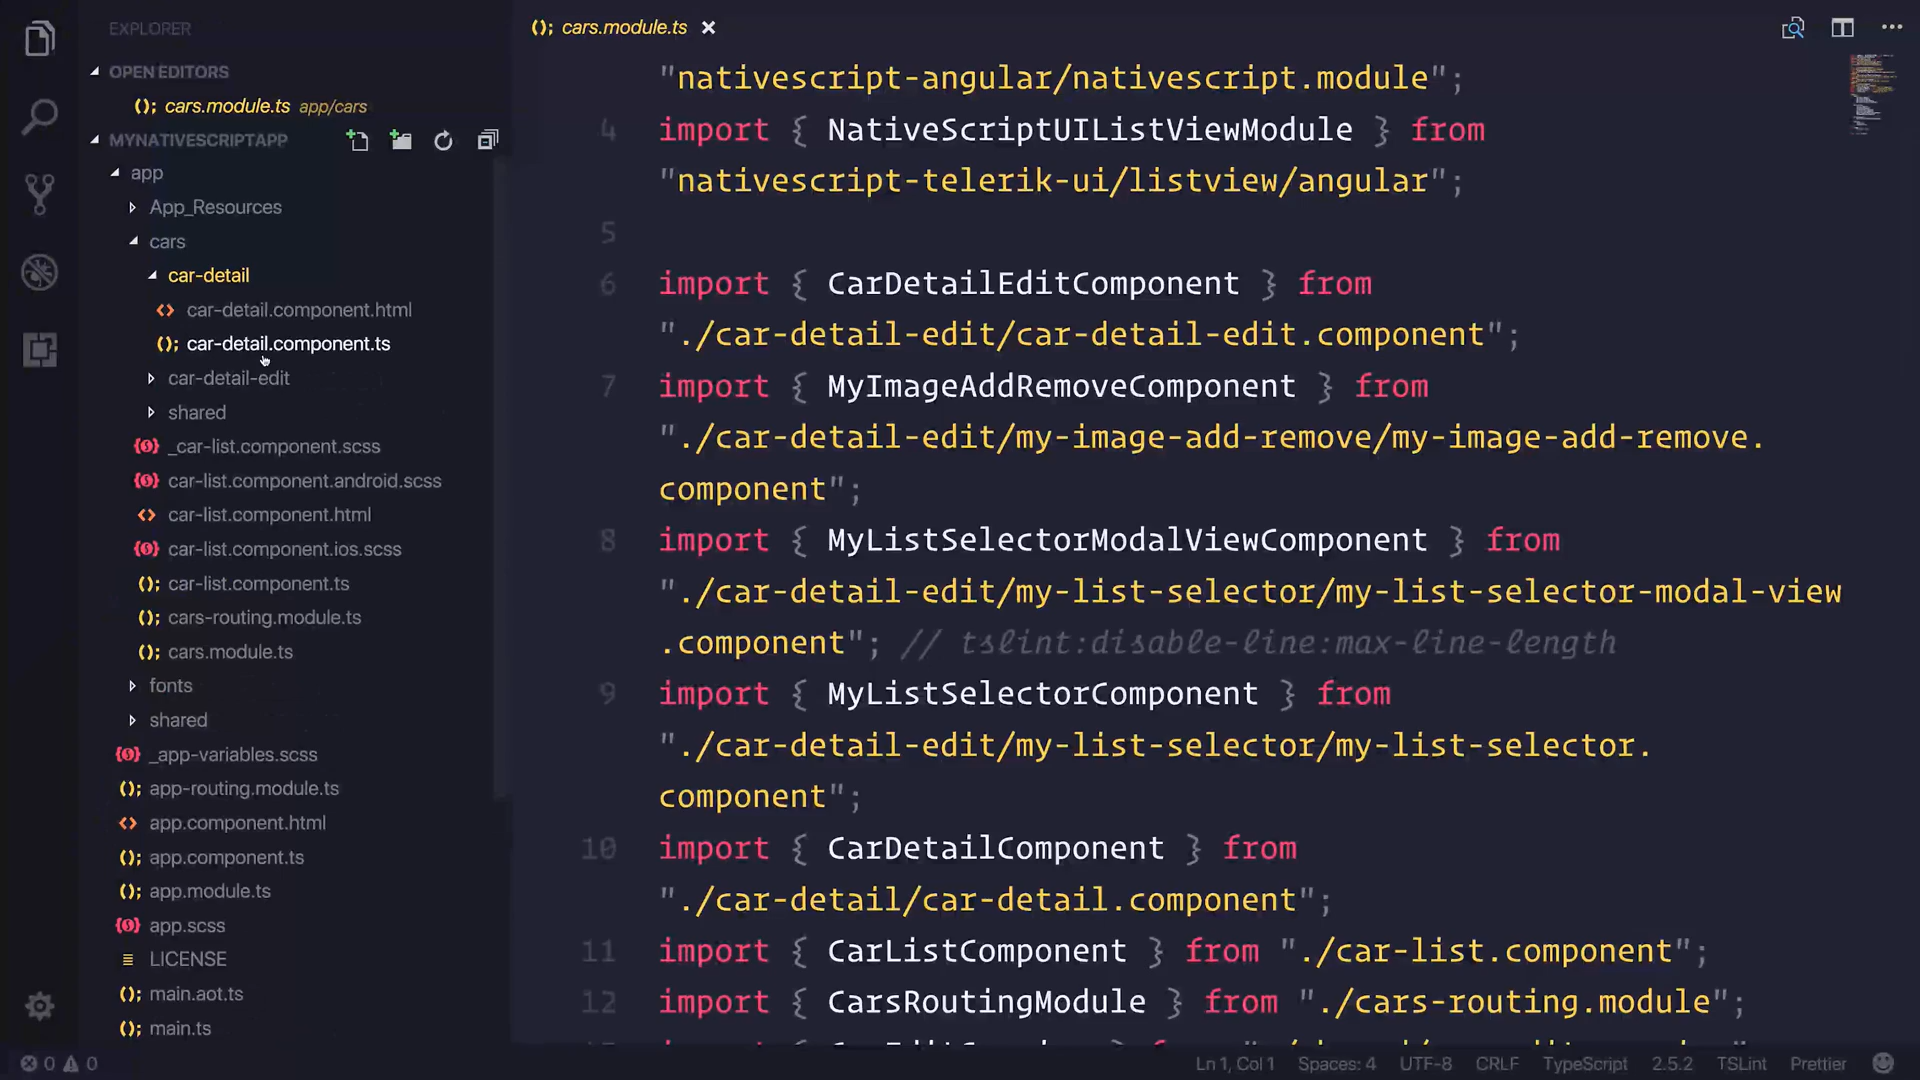 EXPLORER
OPEN EDITORS
cars.module.ts app/cars
MYNATIVESCRIPTAPP
app
App_Resources
cars
car-detail
car-detail.component.html
car-detail.component.ts
car-detail-edit
shared
_car-list.component.scss
car-list.component.android.scss
car-list.component.html
car-list.component.ios.scss
car-list.component.ts
cars-routing.module.ts
cars.module.ts
fonts
shared
_app-variables.scss
app-routing.module.ts
app.component.html
app.component.ts
app.module.ts
app.scss
LICENSE
main.aot.ts
main.ts
cars.module.ts
"nativescript-angular/nativescript.module";
4 import { NativeScriptUIListViewModule } from
"nativescript-telerik-ui/listview/angular";
5
6 import { CarDetailEditComponent } from
"./car-detail-edit/car-detail-edit.component";
7 import { MyImageAddRemoveComponent } from
"./car-detail-edit/my-image-add-remove/my-image-add-remove.
component";
8 import { MyListSelectorModalViewComponent } from
"./car-detail-edit/my-list-selector/my-list-selector-modal-view
.component"; // tslint:disable-line:max-line-length
9 import { MyListSelectorComponent } from
"./car-detail-edit/my-list-selector/my-list-selector.
component";
10 import { CarDetailComponent } from
"./car-detail/car-detail.component";
11 import { CarListComponent } from "./car-list.component";
12 import { CarsRoutingModule } from "./cars-routing.module";
0 0
Ln 1, Col 1 Spaces: 4 UTF-8 CRLF TypeScript 2.5.2 TSLint Prettier